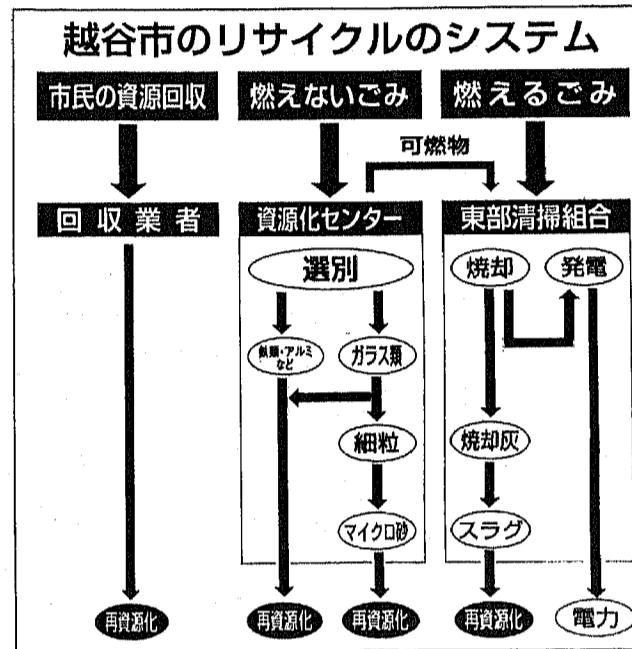 越谷市のリサイクルのシステム
市民の資源回収
燃えないごみ
燃えるごみ
可燃物
回収業者
資源化センター
東部清掃組合
選別
焼却
発電
鉄類・アルミ
など
ガラス類
細粒
焼却灰
マイクロ砂
スラグ
再資源化
再資源化
再資源化
再資源化
電力